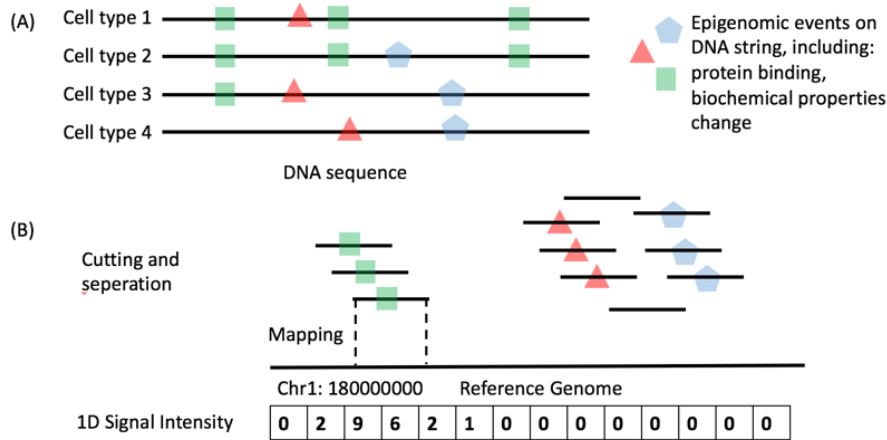 (A)
Cell type 1
Cell type 2
Cell type 3
Cell type 4
Epigenomic events on
DNA string, including:
protein binding,
biochemical properties
change
DNA sequence
(B)
Cutting and
seperation
Mapping
Chr1: 180000000 Reference Genome
1D Signal Intensity 0 2 9 6 2 1 0 0 0 0 0 0 0 0